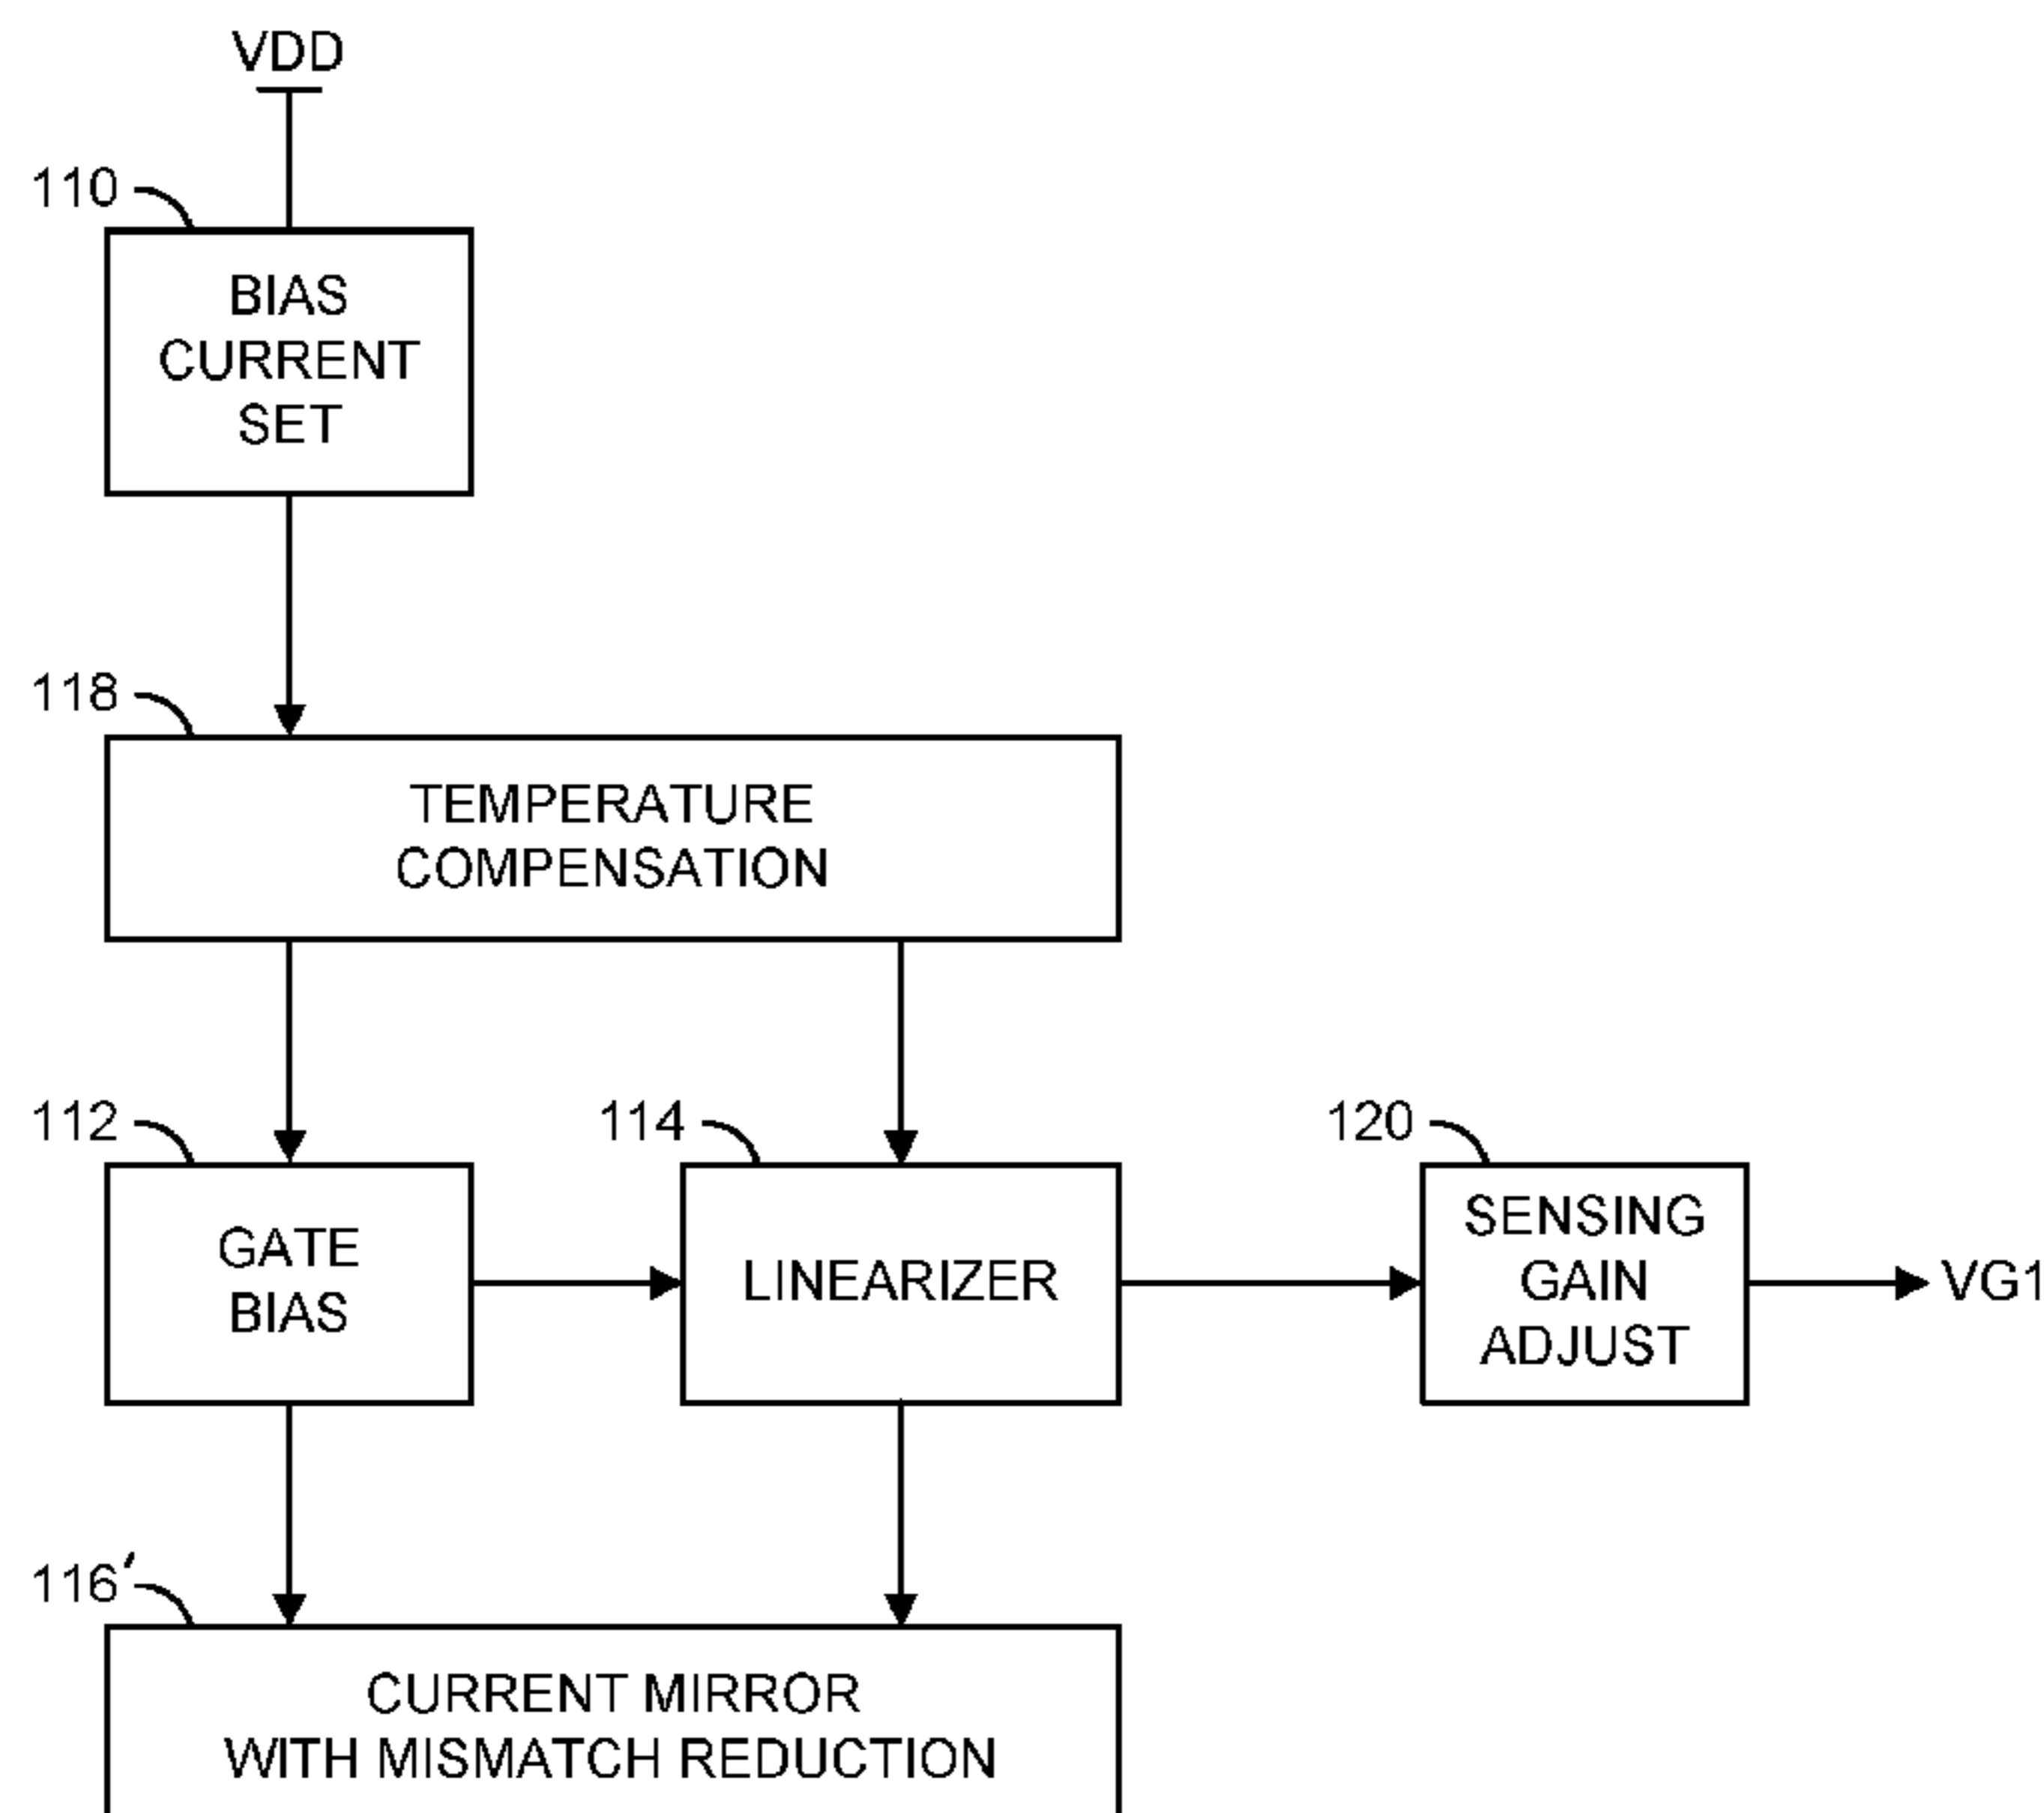 VDD
110
BIAS
CURRENT
SET
118
TEMPERATURE
COMPENSATION
112
GATE
BIAS
114
LINEARIZER
120
SENSING
GAIN
ADJUST
VG1
116'
CURRENT MIRROR
WITH MISMATCH REDUCTION